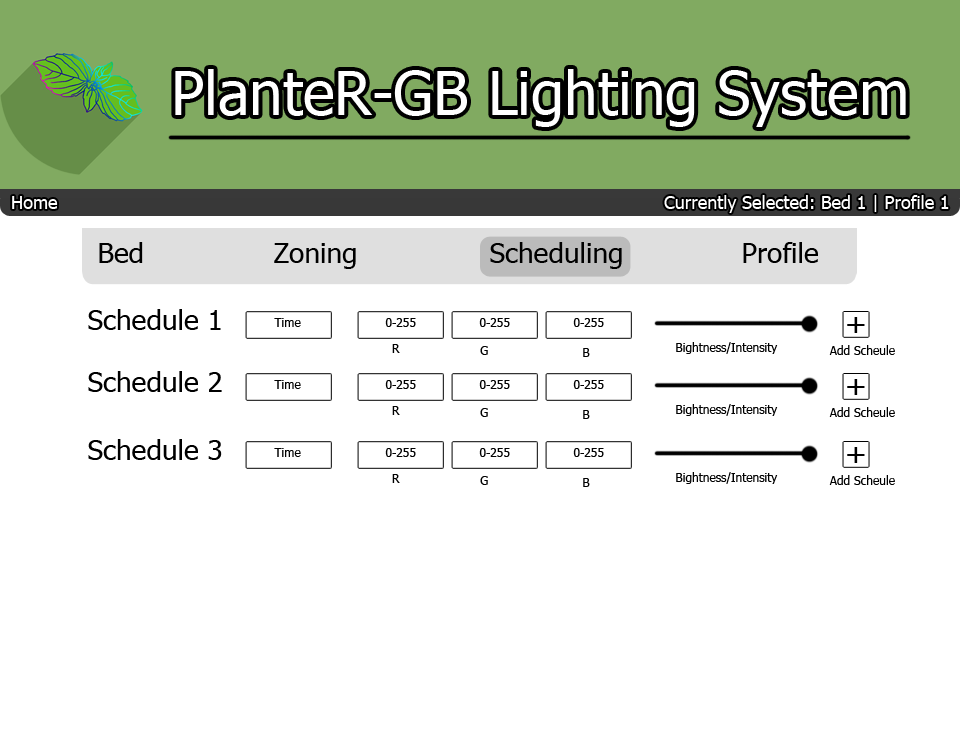 PlanteR-GB Lighting System
Home Currently Selected: Bed 1 | Profile 1
Bed Zoning Scheduling Profile
Schedule 1 Time 0-255 0-255 0-255
R G B Bightness/Intensity Add Scheule
Schedule 2 Time 0-255 0-255 0-255
R G B Bightness/Intensity Add Scheule
Schedule 3 Time 0-255 0-255 0-255
R G B Bightness/Intensity Add Scheule